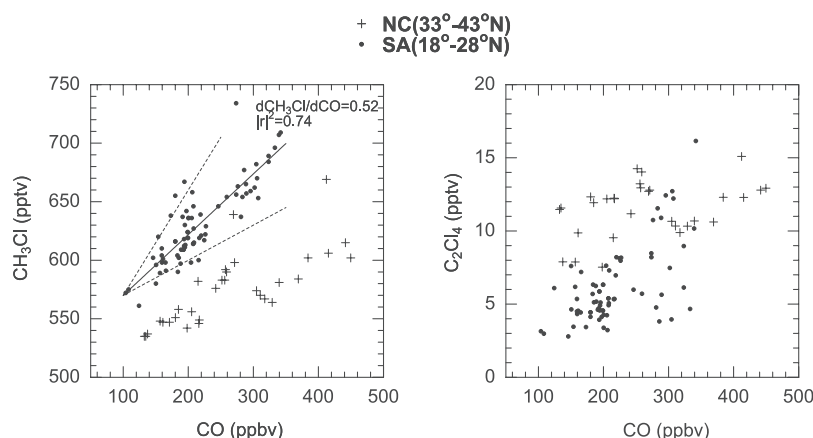 + NC(33°-43°N)
• SA(18°-28°N)
750
700
650
600
550
500
CH₃Cl (pptv)
dCH₃Cl/dCO=0.52
|r|²=0.74
100 200 300 400 500
CO (ppbv)
20
15
10
5
0
C₂Cl₄ (pptv)
100 200 300 400 500
CO (ppbv)